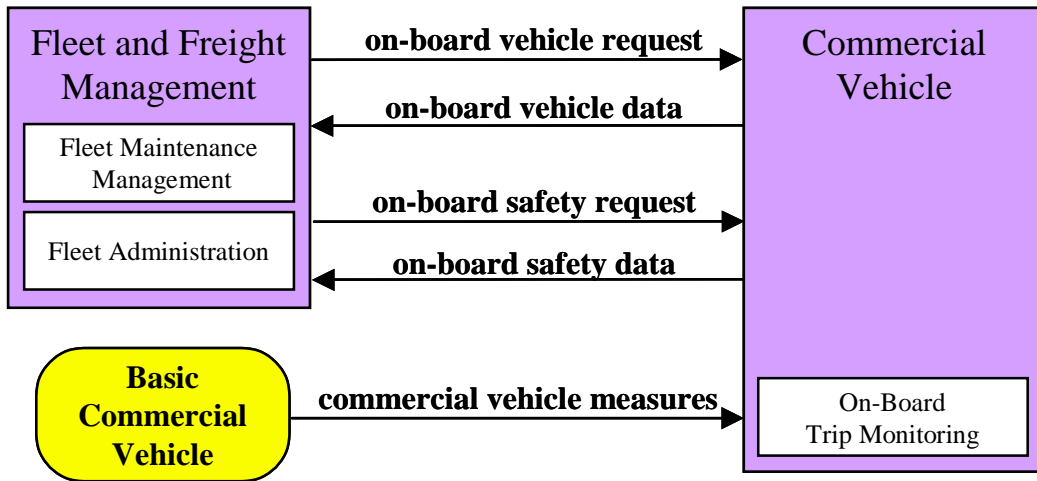 Fleet and Freight
Management
Fleet Maintenance
Management
Fleet Administration
on-board vehicle request
on-board vehicle data
on-board safety request
on-board safety data
Commercial
Vehicle
Basic
Commercial
Vehicle
commercial vehicle measures
On-Board
Trip Monitoring